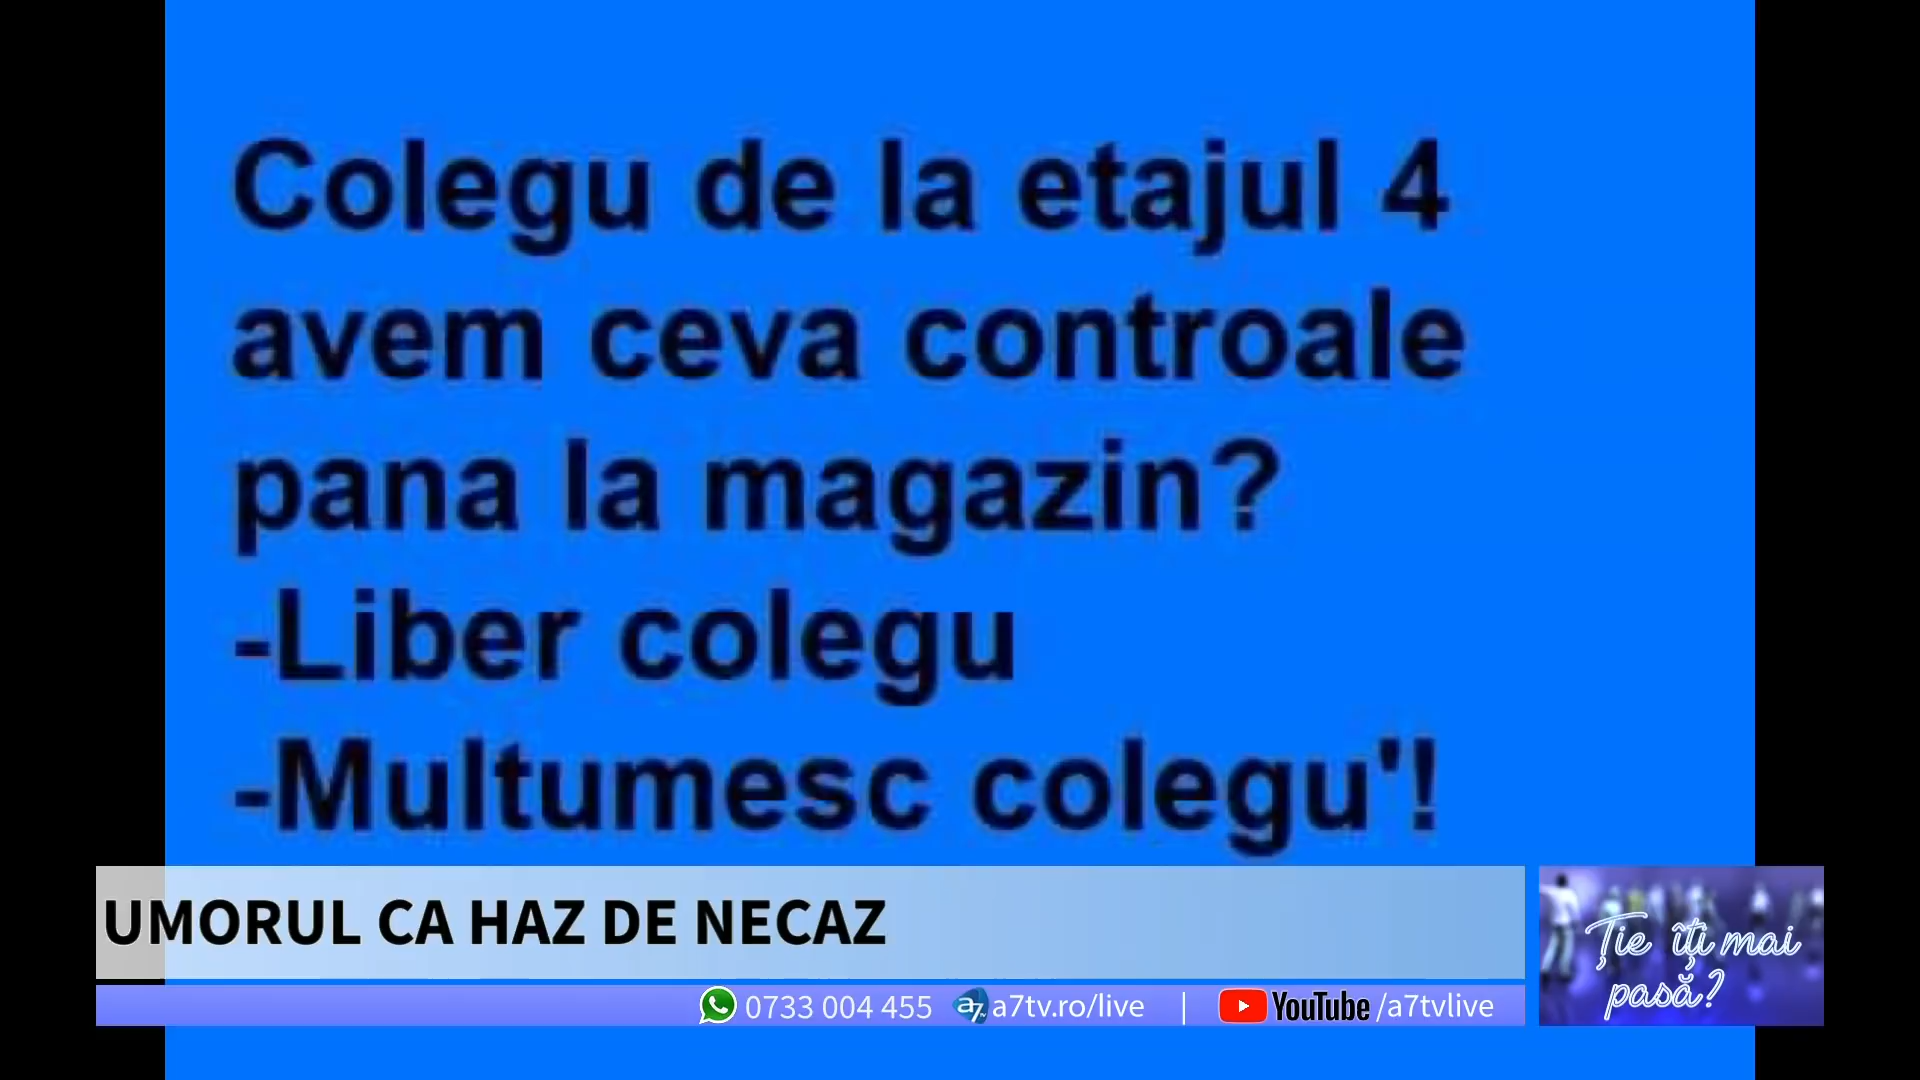 Colegu de la etajul 4
avem ceva controale
pana la magazin?
-Liber colegu
-Multumesc colegu'!
UMORUL CA HAZ DE NECAZ
Ție îți mai
pasă?
0733 004 455 a7tv a7tv.ro/live | YouTube /a7tvlive